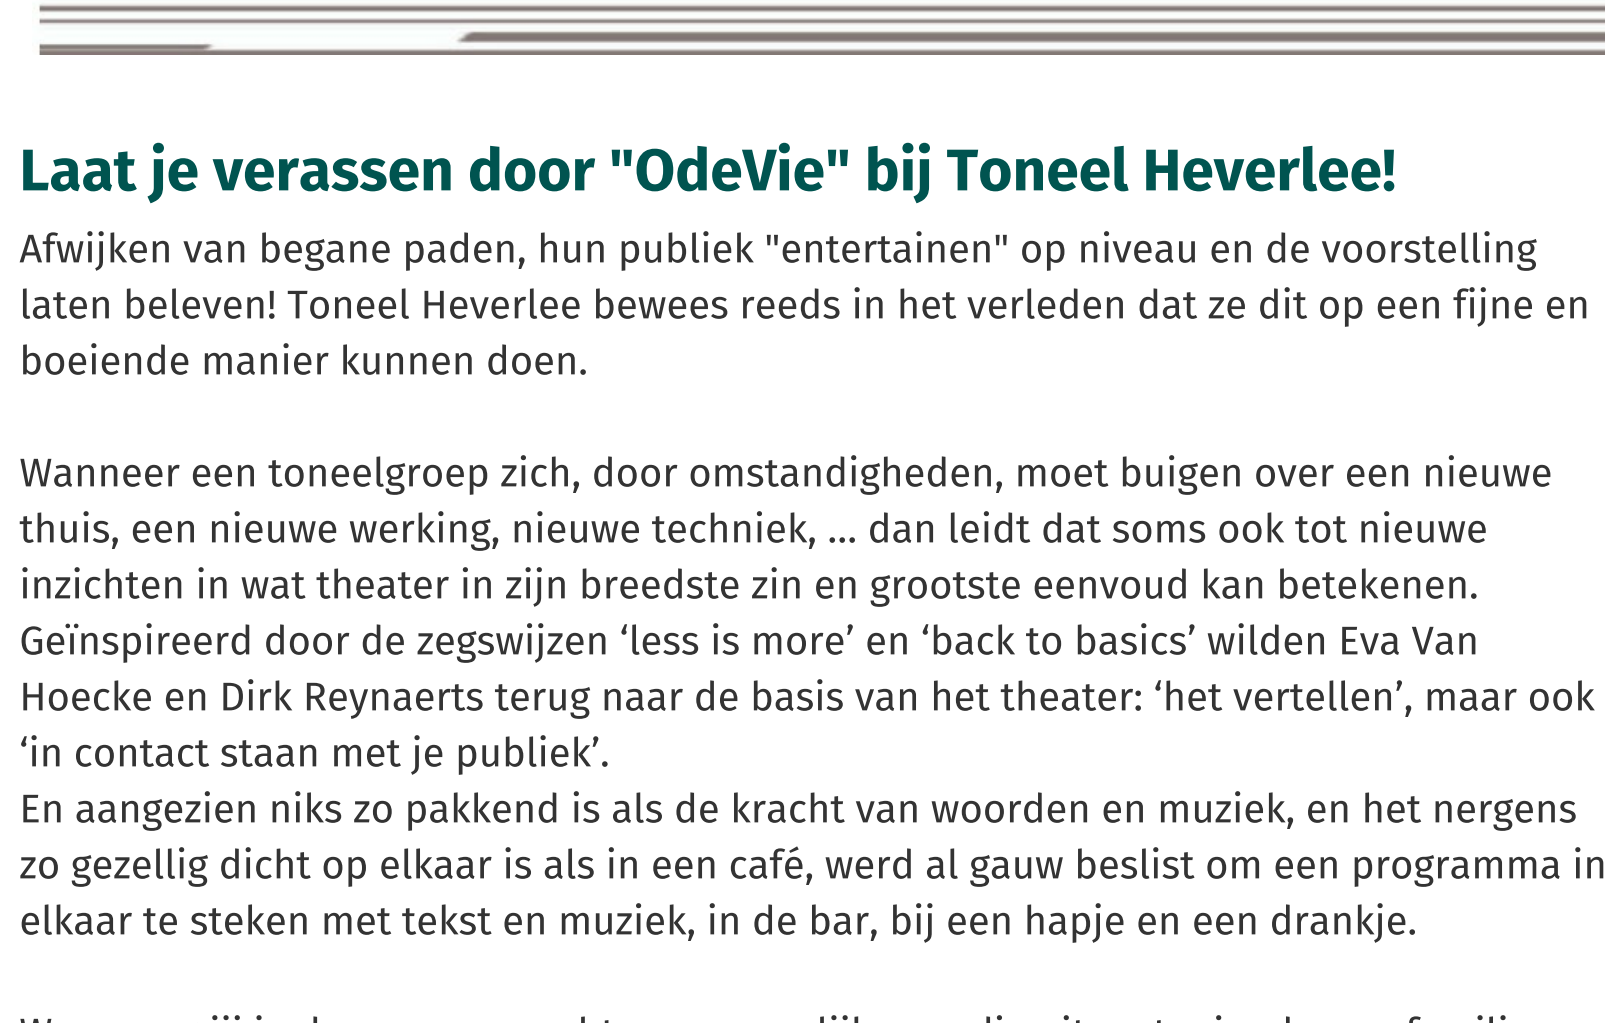 Laat je verassen door "OdeVie" bij Toneel Heverlee!
Afwijken van begane paden, hun publiek "entertainen" op niveau en de voorstelling
laten beleven! Toneel Heverlee bewees reeds in het verleden dat ze dit op een fijne en
boeiende manier kunnen doen.
Wanneer een toneelgroep zich, door omstandigheden, moet buigen over een nieuwe
thuis, een nieuwe werking, nieuwe techniek, ... dan leidt dat soms ook tot nieuwe
inzichten in wat theater in zijn breedste zin en grootste eenvoud kan betekenen.
Geïnspireerd door de zegswijzen ‘less is more’ en ‘back to basics’ wilden Eva Van
Hoecke en Dirk Reynaerts terug naar de basis van het theater: ‘het vertellen’, maar ook
‘in contact staan met je publiek’.
En aangezien niks zo pakkend is als de kracht van woorden en muziek, en het nergens
zo gezellig dicht op elkaar is als in een café, werd al gauw beslist om een programma in
elkaar te steken met tekst en muziek, in de bar, bij een hapje en een drankje.